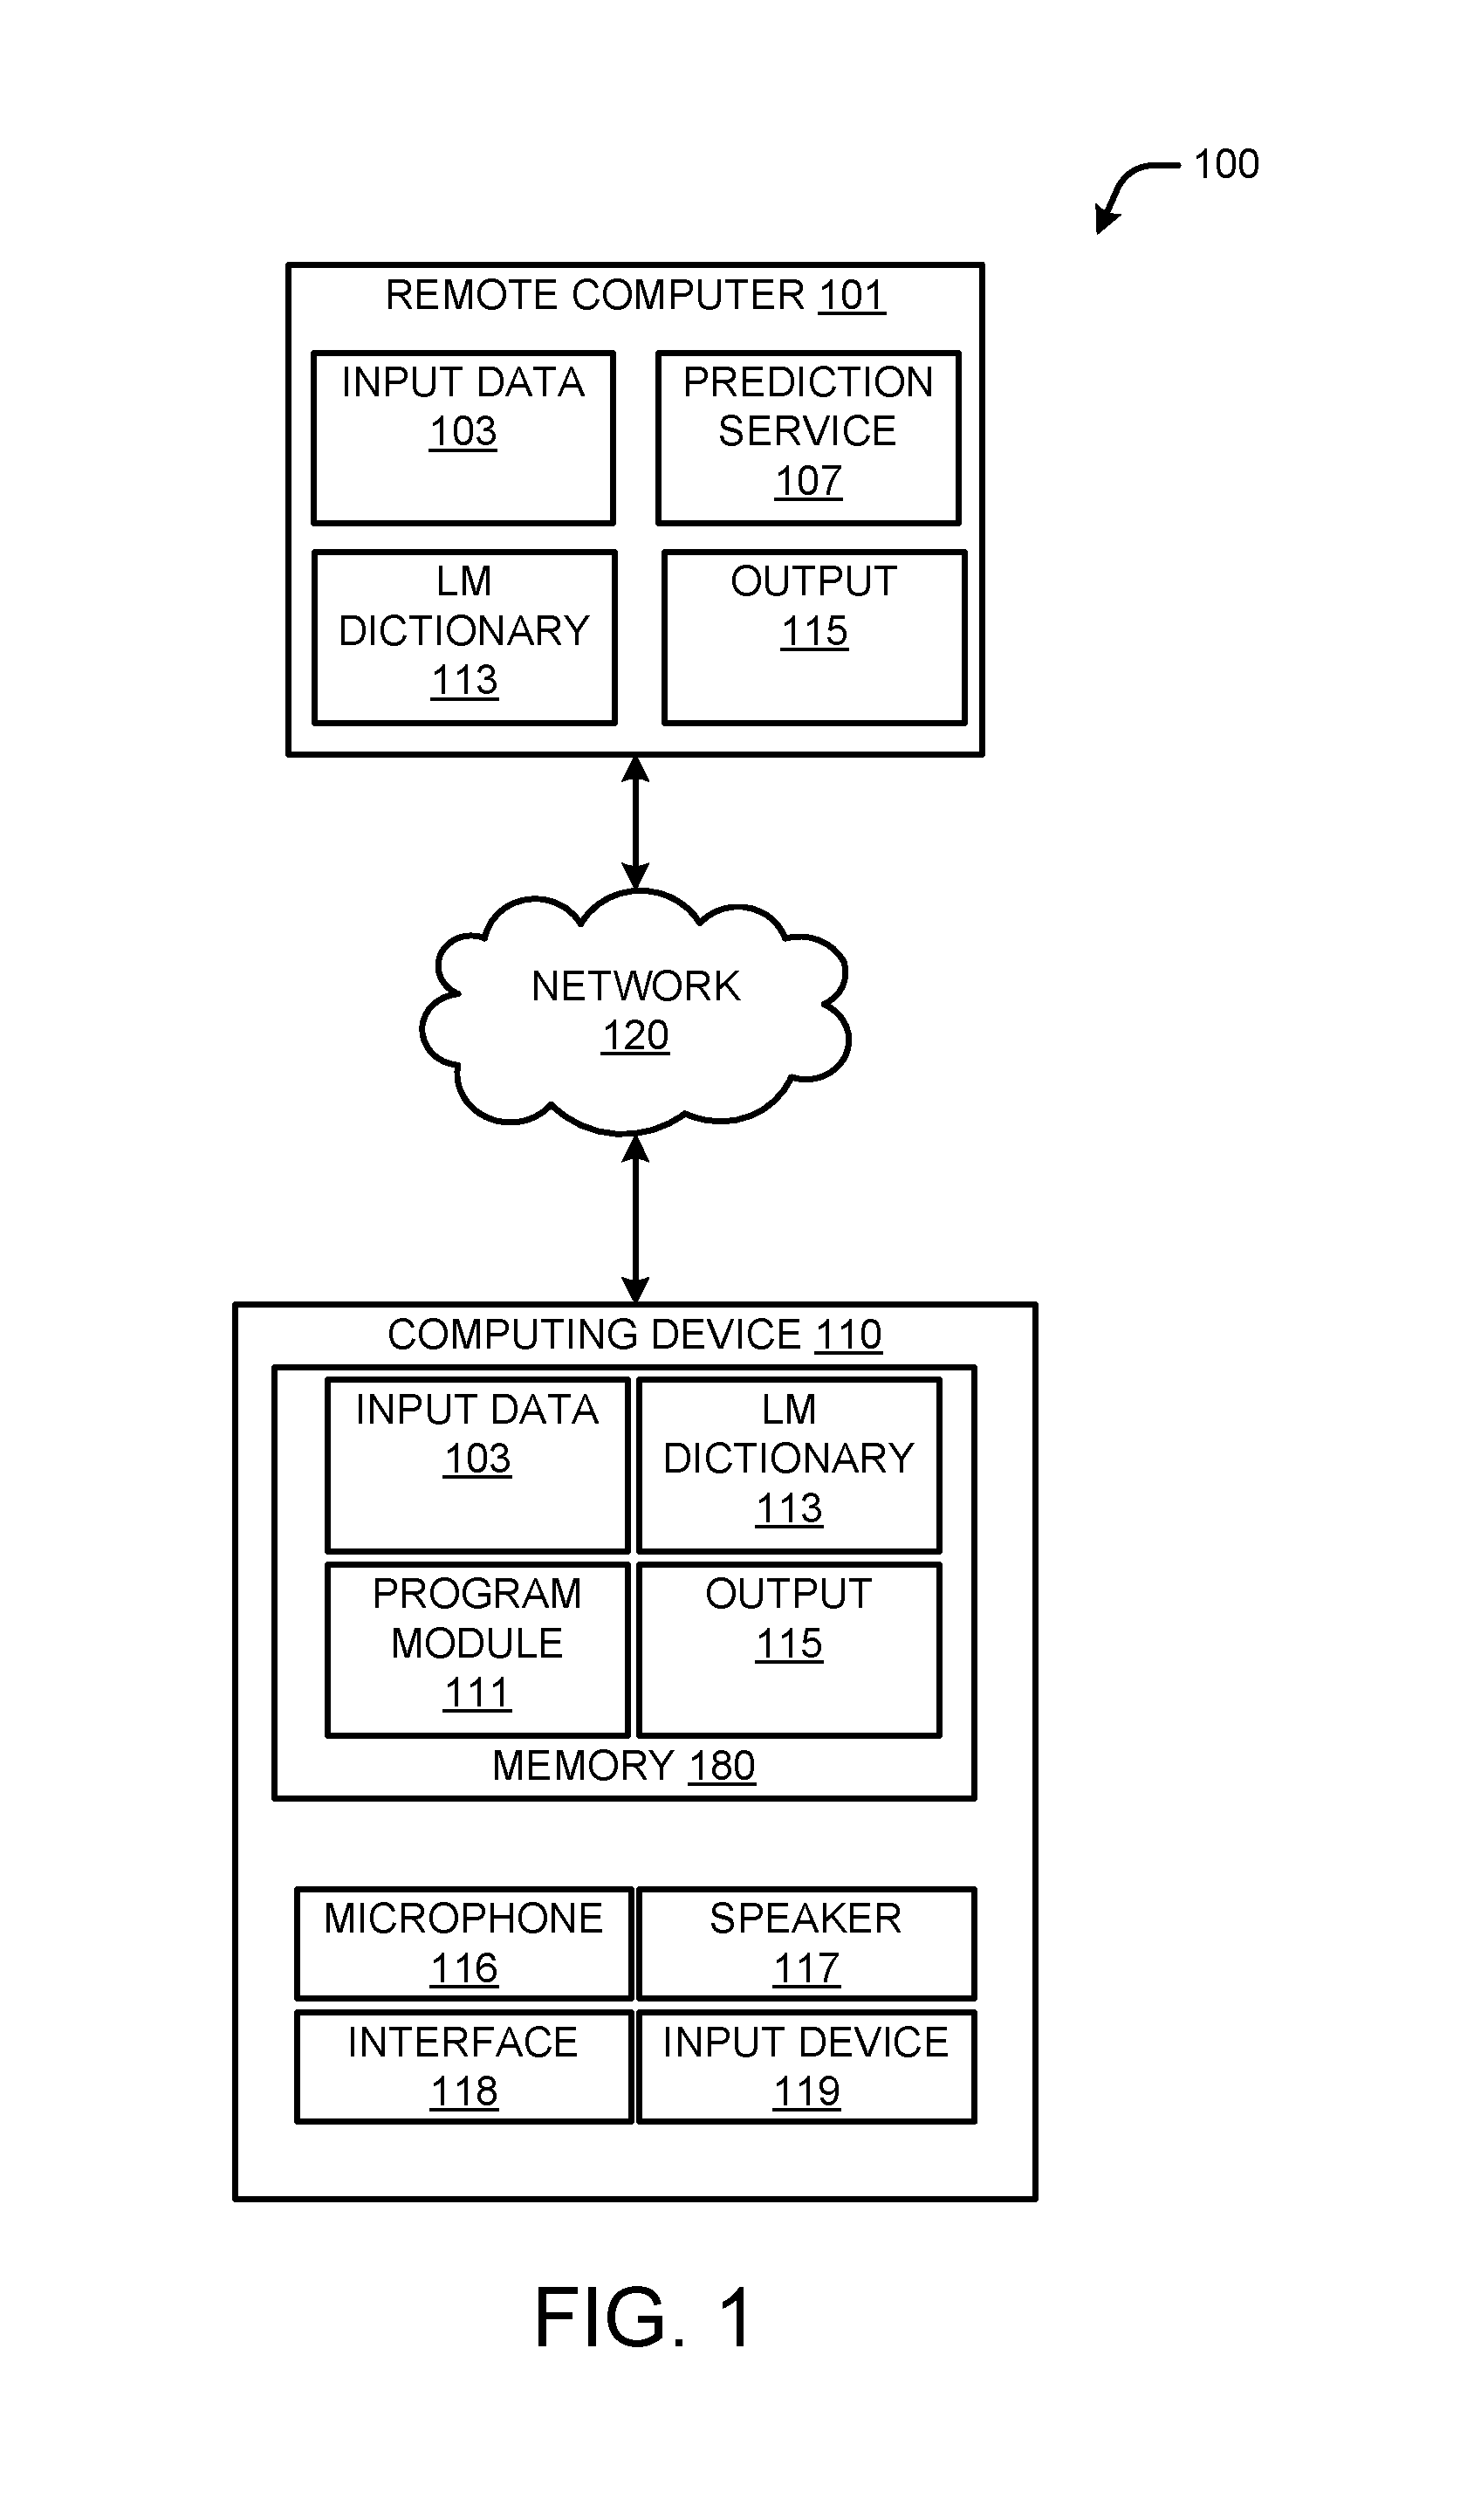 100
REMOTE COMPUTER 101
INPUT DATA
103
PREDICTION
SERVICE
107
LM
DICTIONARY
113
OUTPUT
115
NETWORK
120
COMPUTING DEVICE 110
INPUT DATA
103
LM
DICTIONARY
113
PROGRAM
MODULE
111
OUTPUT
115
MEMORY 180
MICROPHONE
116
SPEAKER
117
INTERFACE
118
INPUT DEVICE
119
FIG. 1